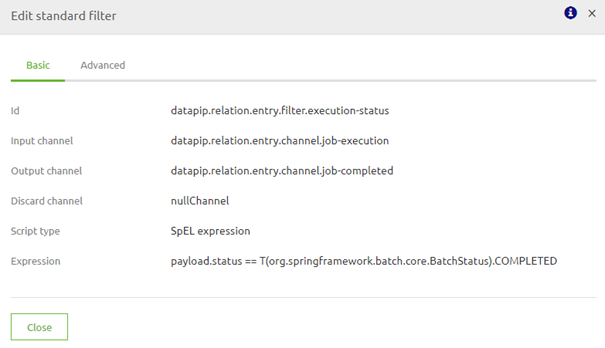 Edit standard filter
Basic Advanced
Id datapip.relation.entry.filter.execution-status
Input channel datapip.relation.entry.channel.job-execution
Output channel datapip.relation.entry.channel.job-completed
Discard channel nullChannel
Script type SpEL expression
Expression payload.status == T(org.springframework.batch.core.BatchStatus).COMPLETED
Close